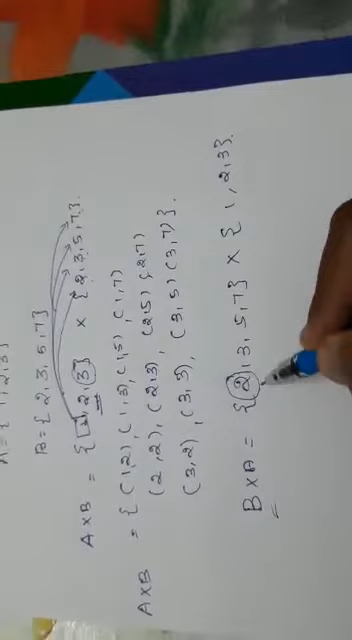 A = {1,2,3}
B = {2,3,5,7}
A×B = {1,2,3} × {2,3,5,7}.
A×B = {(1,2),(1,3),(1,5),(1,7)
(2,2),(2,3),(2,5)(2,7)
(3,2),(3,3),(3,5)(3,7)}.
B×A = {2,3,5,7} × {1,2,3}.